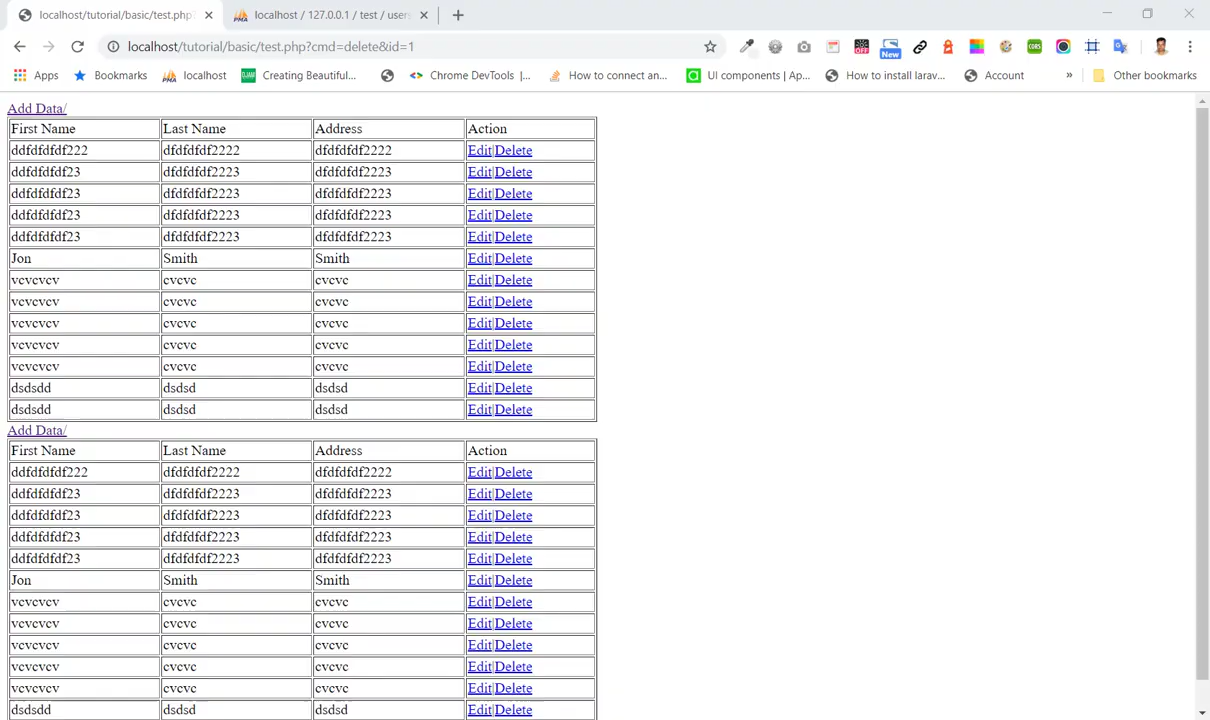 localhost/tutorial/basic/test.php?
localhost / 127.0.0.1 / test / users
localhost/tutorial/basic/test.php?cmd=delete&id=1
OFF
New
CORS
Apps
Bookmarks
localhost
Creating Beautiful...
Chrome DevTools |...
How to connect an...
UI components | Ap...
How to install larav...
Account
»
Other bookmarks
Add Data/
First Name Last Name Address Action
ddfdfdfdf222 dfdfdfdf2222 dfdfdfdf2222 Edit|Delete
ddfdfdfdf23 dfdfdfdf2223 dfdfdfdf2223 Edit|Delete
ddfdfdfdf23 dfdfdfdf2223 dfdfdfdf2223 Edit|Delete
ddfdfdfdf23 dfdfdfdf2223 dfdfdfdf2223 Edit|Delete
ddfdfdfdf23 dfdfdfdf2223 dfdfdfdf2223 Edit|Delete
Jon Smith Smith Edit|Delete
vcvcvcv cvcvc cvcvc Edit|Delete
vcvcvcv cvcvc cvcvc Edit|Delete
vcvcvcv cvcvc cvcvc Edit|Delete
vcvcvcv cvcvc cvcvc Edit|Delete
vcvcvcv cvcvc cvcvc Edit|Delete
dsdsdd dsdsd dsdsd Edit|Delete
dsdsdd dsdsd dsdsd Edit|Delete
Add Data/
First Name Last Name Address Action
ddfdfdfdf222 dfdfdfdf2222 dfdfdfdf2222 Edit|Delete
ddfdfdfdf23 dfdfdfdf2223 dfdfdfdf2223 Edit|Delete
ddfdfdfdf23 dfdfdfdf2223 dfdfdfdf2223 Edit|Delete
ddfdfdfdf23 dfdfdfdf2223 dfdfdfdf2223 Edit|Delete
ddfdfdfdf23 dfdfdfdf2223 dfdfdfdf2223 Edit|Delete
Jon Smith Smith Edit|Delete
vcvcvcv cvcvc cvcvc Edit|Delete
vcvcvcv cvcvc cvcvc Edit|Delete
vcvcvcv cvcvc cvcvc Edit|Delete
vcvcvcv cvcvc cvcvc Edit|Delete
vcvcvcv cvcvc cvcvc Edit|Delete
dsdsdd dsdsd dsdsd Edit|Delete